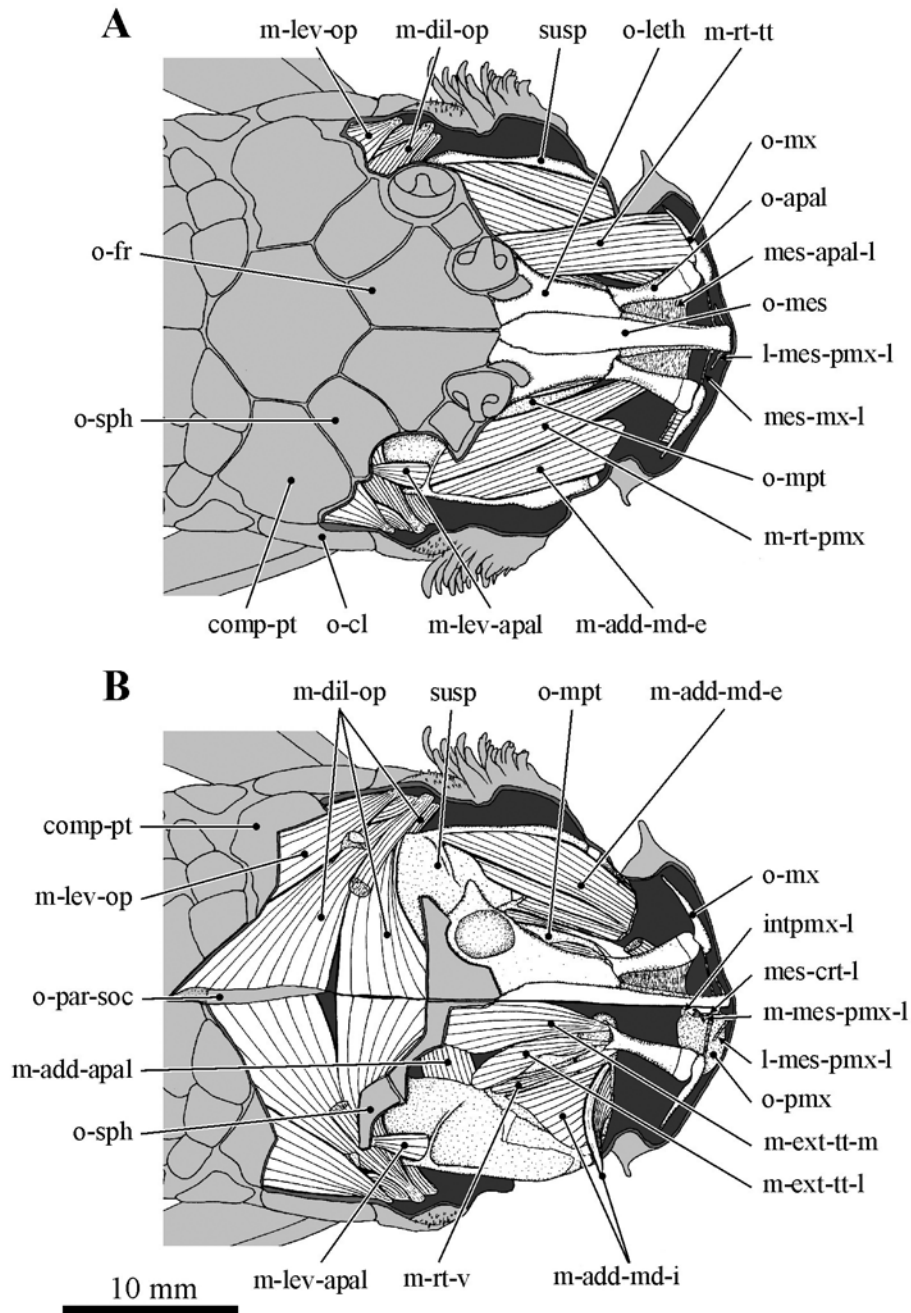 A
m-lev-op m-dil-op susp o-leth m-rt-tt
o-mx
o-apal
mes-apal-l
o-mes
l-mes-pmx-l
mes-mx-l
o-mpt
m-rt-pmx
o-fr
o-sph
comp-pt o-cl m-lev-apal m-add-md-e
B
m-dil-op susp o-mpt m-add-md-e
comp-pt
m-lev-op
o-par-soc
m-add-apal
o-sph
o-mx
intpmx-l
mes-crt-l
m-mes-pmx-l
l-mes-pmx-l
o-pmx
m-ext-tt-m
m-ext-tt-l
m-lev-apal m-rt-v m-add-md-i
10 mm